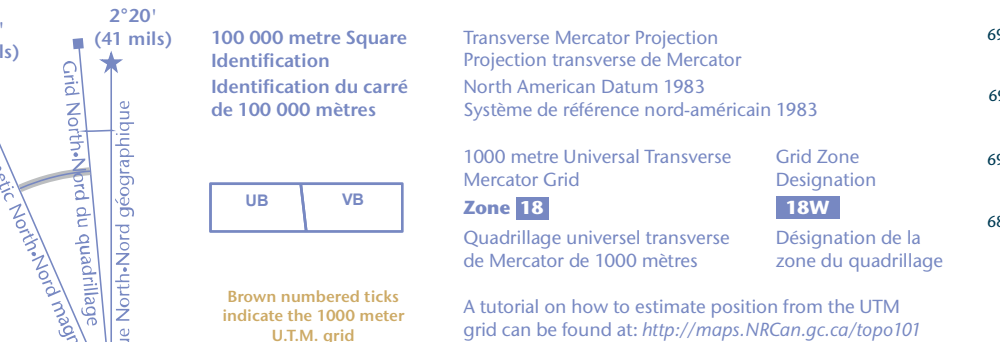 2°20'
(41 mils)
ls)
Grid North•Nord du quadrillage
North•Nord géographique
North•Nord
100 000 metre Square
Identification
Identification du carré
de 100 000 mètres
UB
VB
Brown numbered ticks
indicate the 1000 meter
U.T.M. grid
Transverse Mercator Projection
Projection transverse de Mercator
North American Datum 1983
Système de référence nord-américain 1983
1000 metre Universal Transverse
Mercator Grid
Zone 18
Quadrillage universel transverse
de Mercator de 1000 mètres
Grid Zone
Designation
18W
Désignation de la
zone du quadrillage
A tutorial on how to estimate position from the UTM
grid can be found at: http://maps.NRCan.gc.ca/topo101